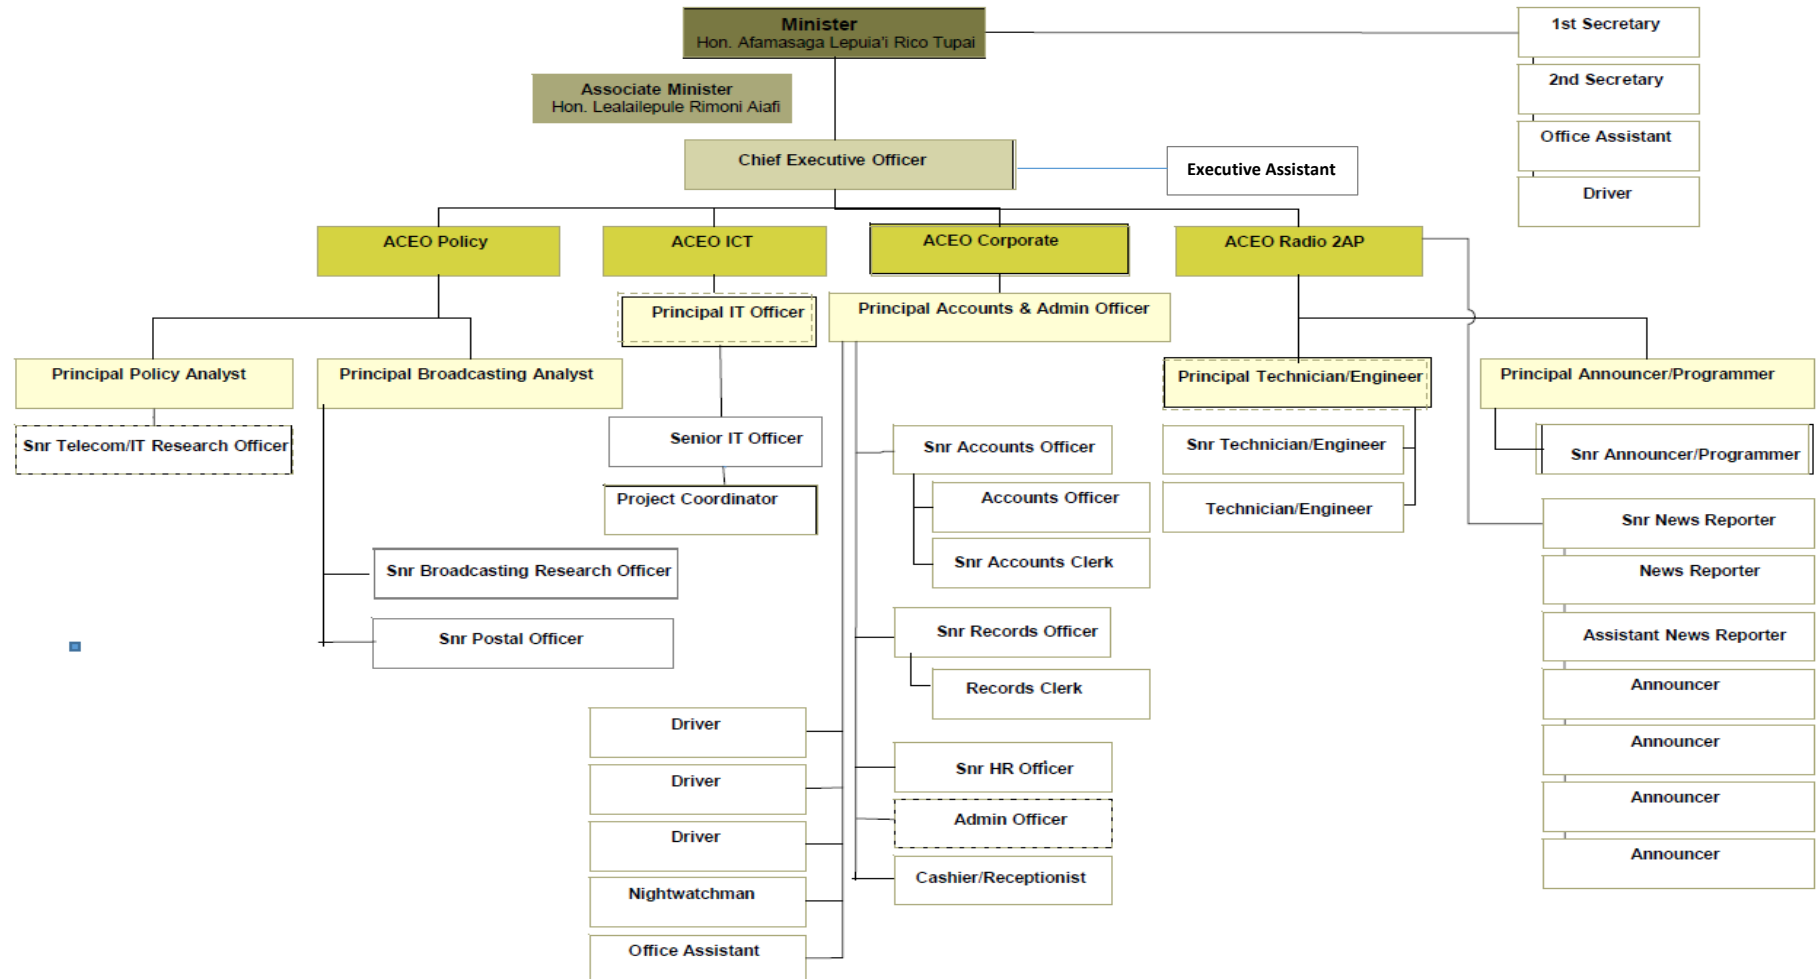 Minister
Hon. Afamasaga Lepuia'i Rico Tupai
1st Secretary
Associate Minister
Hon. Lealailepule Rimoni Aiafi
2nd Secretary
Office Assistant
Chief Executive Officer
Executive Assistant
Driver
ACEO Policy
ACEO ICT
ACEO Corporate
ACEO Radio 2AP
Principal IT Officer
Principal Accounts & Admin Officer
Principal Policy Analyst
Principal Broadcasting Analyst
Principal Technician/Engineer
Principal Announcer/Programmer
Snr Telecom/IT Research Officer
Senior IT Officer
Snr Accounts Officer
Snr Technician/Engineer
Snr Announcer/Programmer
Project Coordinator
Accounts Officer
Technician/Engineer
Snr News Reporter
Snr Broadcasting Research Officer
Snr Accounts Clerk
News Reporter
Snr Postal Officer
Snr Records Officer
Assistant News Reporter
Records Clerk
Announcer
Driver
Announcer
Driver
Snr HR Officer
Announcer
Driver
Admin Officer
Announcer
Nightwatchman
Cashier/Receptionist
Office Assistant